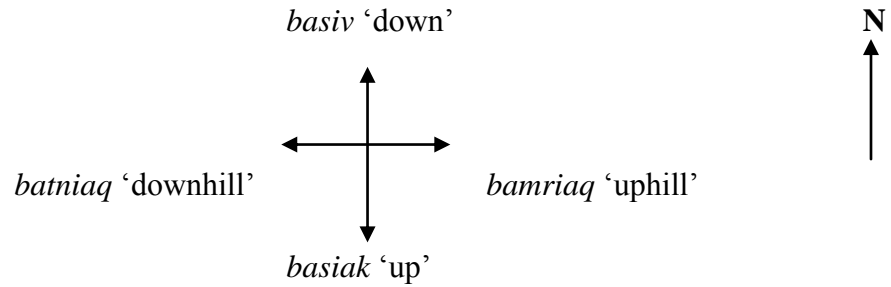 basiv ‘down’
N
batniaq ‘downhill’
bamriaq ‘uphill’
basiak ‘up’